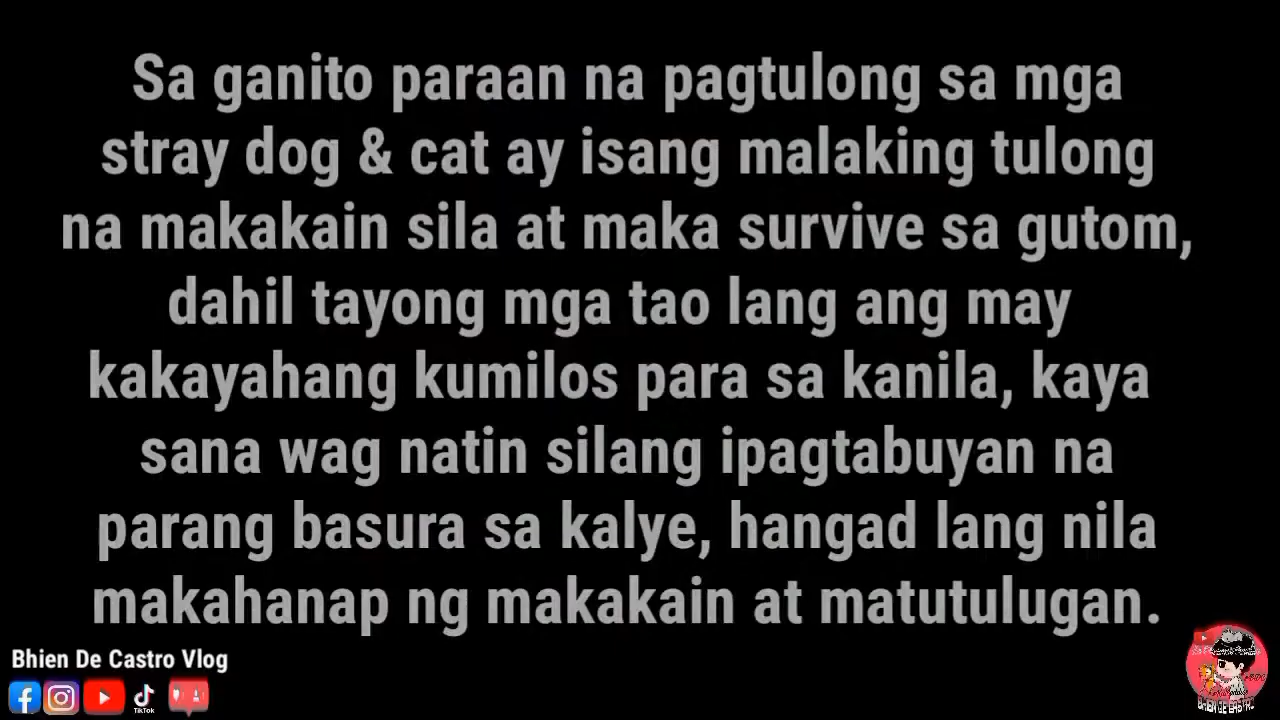 Sa ganito paraan na pagtulong sa mga
stray dog & cat ay isang malaking tulong
na makakain sila at maka survive sa gutom,
dahil tayong mga tao lang ang may
kakayahang kumilos para sa kanila, kaya
sana wag natin silang ipagtabuyan na
parang basura sa kalye, hangad lang nila
makahanap ng makakain at matutulugan.
Bhien De Castro Vlog
TikTok